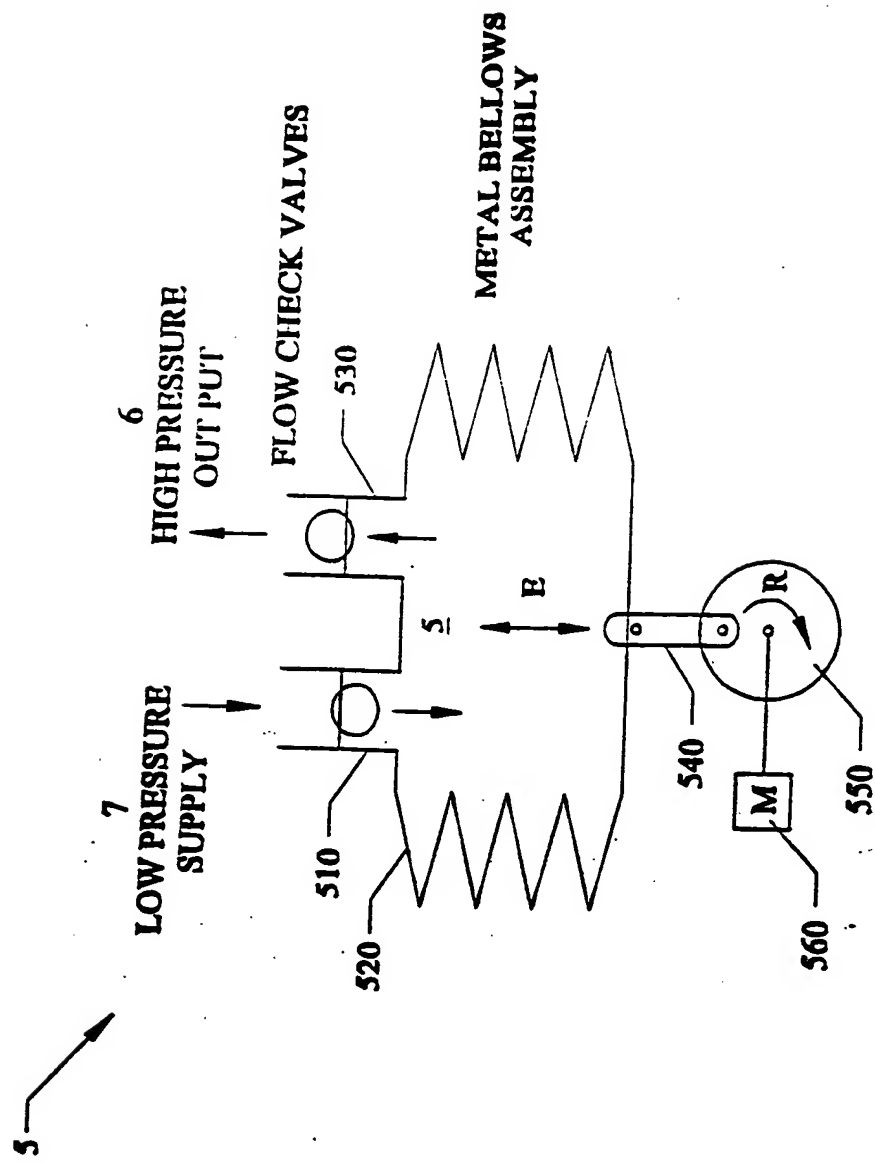 5
7
LOW PRESSURE
SUPPLY
6
HIGH PRESSURE
OUT PUT
FLOW CHECK VALVES
510
530
520
5
E
METAL BELLOWS
ASSEMBLY
540
R
M
550
560